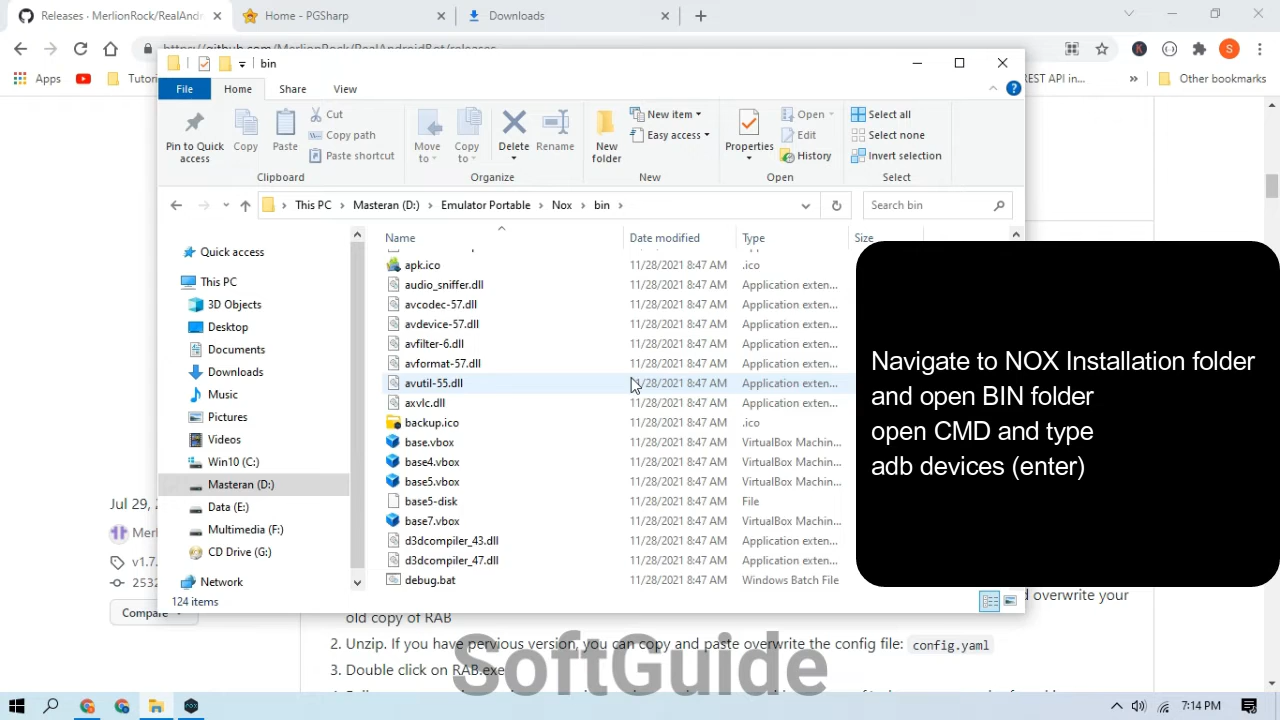 Releases · MerlionRock/RealAndr
Home - PGSharp
Downloads
https://github.com/MerlionRock/RealAndroidBot/releases
Apps
Tutori
REST API in...
»
Other bookmarks
bin
File
Home
Share
View
Pin to Quick access
Copy
Paste
Cut
Copy path
Paste shortcut
Clipboard
Move to
Copy to
Delete
Rename
Organize
New folder
New item
Easy access
New
Properties
Open
Edit
History
Open
Select all
Select none
Invert selection
Select
This PC > Masteran (D:) > Emulator Portable > Nox > bin >
Search bin
Name
Date modified
Type
Size
Quick access
This PC
3D Objects
Desktop
Documents
Downloads
Music
Pictures
Videos
Win10 (C:)
Masteran (D:)
Data (E:)
Multimedia (F:)
CD Drive (G:)
Network
apk.ico 11/28/2021 8:47 AM .ico
audio_sniffer.dll 11/28/2021 8:47 AM Application exten...
avcodec-57.dll 11/28/2021 8:47 AM Application exten...
avdevice-57.dll 11/28/2021 8:47 AM Application exten...
avfilter-6.dll 11/28/2021 8:47 AM Application exten...
avformat-57.dll 11/28/2021 8:47 AM Application exten...
avutil-55.dll 11/28/2021 8:47 AM Application exten...
axvlc.dll 11/28/2021 8:47 AM Application exten...
backup.ico 11/28/2021 8:47 AM .ico
base.vbox 11/28/2021 8:47 AM VirtualBox Machin...
base4.vbox 11/28/2021 8:47 AM VirtualBox Machin...
base5.vbox 11/28/2021 8:47 AM VirtualBox Machin...
base5-disk 11/28/2021 8:47 AM File
base7.vbox 11/28/2021 8:47 AM VirtualBox Machin...
d3dcompiler_43.dll 11/28/2021 8:47 AM Application exten...
d3dcompiler_47.dll 11/28/2021 8:47 AM Application exten...
debug.bat 11/28/2021 8:47 AM Windows Batch File
124 items
Navigate to NOX Installation folder
and open BIN folder
open CMD and type
adb devices (enter)
Jul 29, 
Merl
v1.7.
2532
Compare
d overwrite your
old copy of RAB
2. Unzip. If you have pervious version, you can copy and paste overwrite the config file: config.yaml
3. Double click on RAB.exe
SoftGuide
7:14 PM